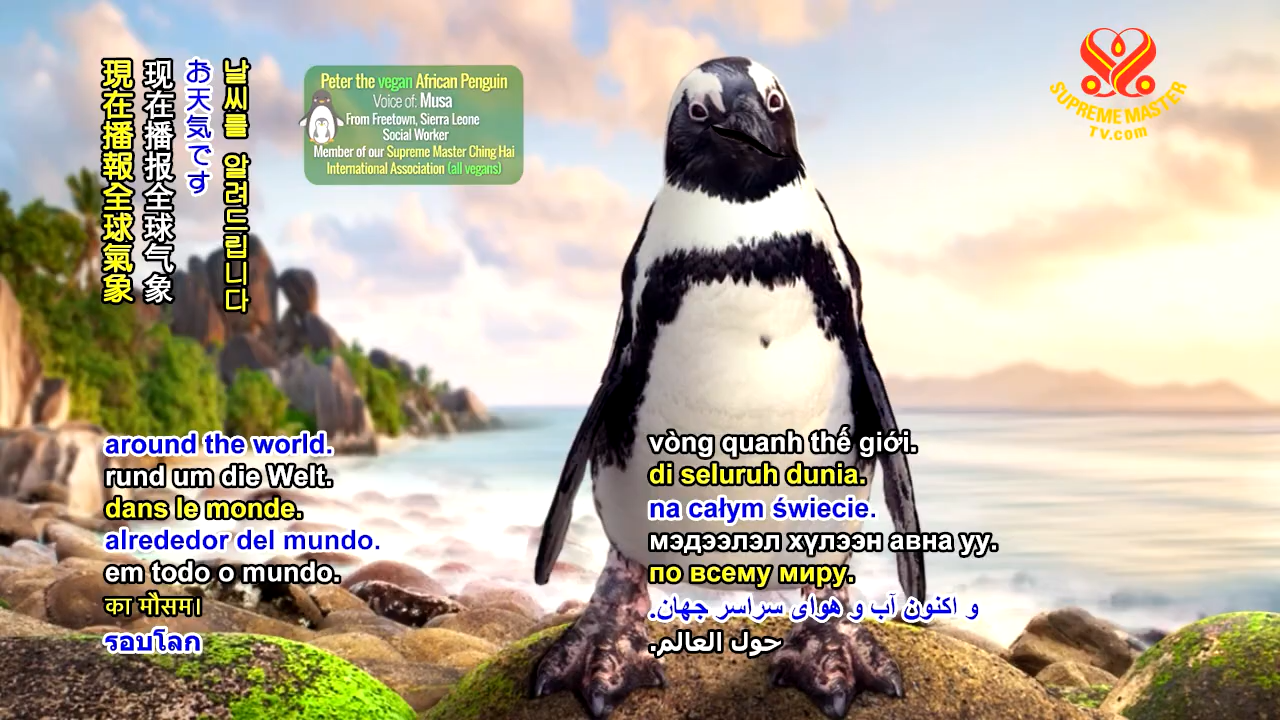 現在播報全球氣象
现在播报全球气象
お天気です
날씨를 알려드립니다
Peter the vegan African Penguin
Voice of: Musa
From Freetown, Sierra Leone
Social Worker
Member of our Supreme Master Ching Hai
International Association (all vegans)
SUPREME MASTER
TV.com
around the world.
rund um die Welt.
dans le monde.
alrededor del mundo.
em todo o mundo.
का मौसम।
รอบโลก
vòng quanh thế giới.
di seluruh dunia.
na całym świecie.
мэдээлэл хүлээн авна уу.
по всему миру.
و اکنون آب و هوای سراسر جهان.
حول العالم.